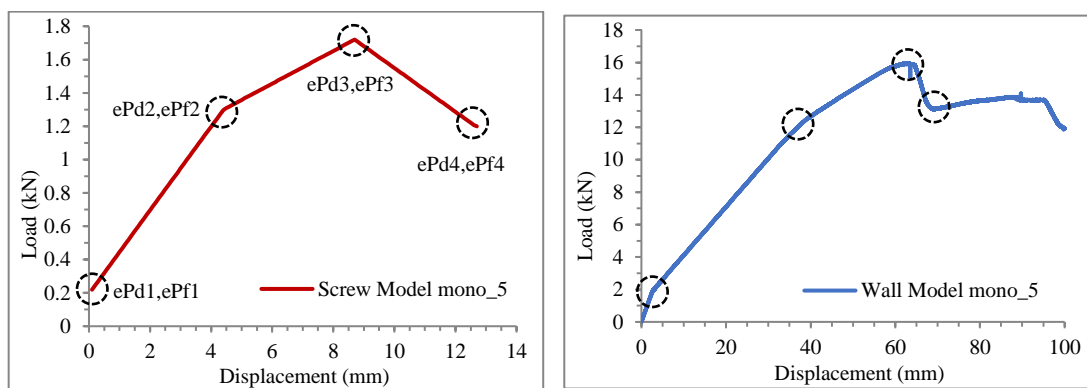 1.8
1.6
1.4
1.2
1
0.8
0.6
0.4
0.2
0
Load (kN)
ePd1,ePf1
ePd2,ePf2
ePd3,ePf3
ePd4,ePf4
Screw Model mono_5
0 2 4 6 8 10 12 14
Displacement (mm)
18
16
14
12
10
8
6
4
2
0
Load (kN)
Wall Model mono_5
0 20 40 60 80 100
Displacement (mm)